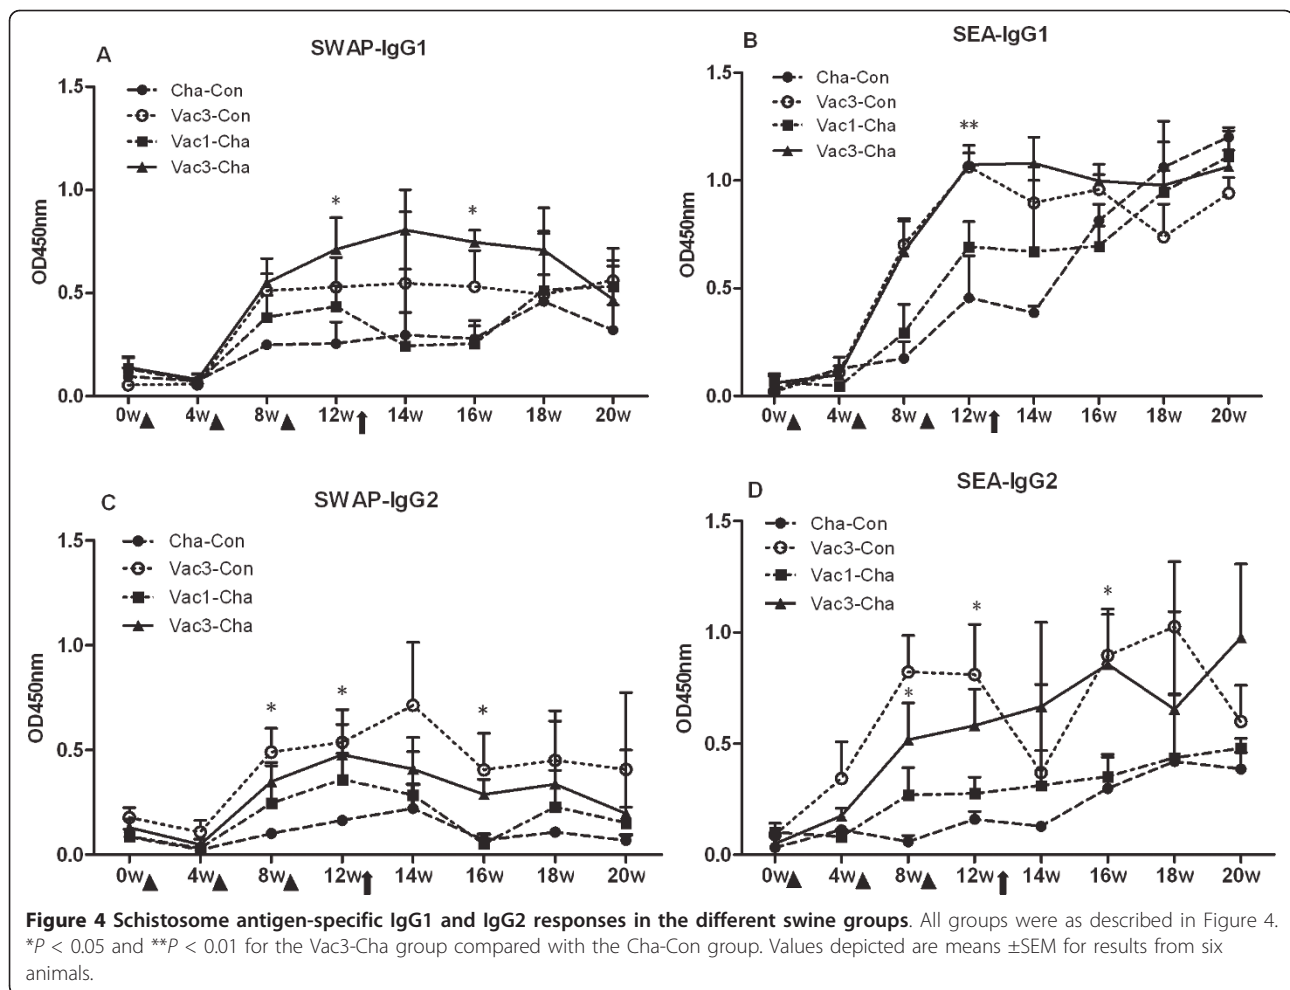 A
SWAP-IgG1
OD450nm
1.5
1.0
0.5
0.0
Cha-Con
Vac3-Con
Vac1-Cha
Vac3-Cha
*
*
0w 4w 8w 12w 14w 16w 18w 20w
B
SEA-IgG1
OD450nm
1.5
1.0
0.5
0.0
Cha-Con
Vac3-Con
Vac1-Cha
Vac3-Cha
**
0w 4w 8w 12w 14w 16w 18w 20w
C
SWAP-IgG2
OD450nm
1.5
1.0
0.5
0.0
Cha-Con
Vac3-Con
Vac1-Cha
Vac3-Cha
*
*
*
0w 4w 8w 12w 14w 16w 18w 20w
D
SEA-IgG2
OD450nm
1.5
1.0
0.5
0.0
Cha-Con
Vac3-Con
Vac1-Cha
Vac3-Cha
*
*
*
0w 4w 8w 12w 14w 16w 18w 20w
Figure 4 Schistosome antigen-specific IgG1 and IgG2 responses in the different swine groups. All groups were as described in Figure 4.
*P < 0.05 and **P < 0.01 for the Vac3-Cha group compared with the Cha-Con group. Values depicted are means ±SEM for results from six
animals.